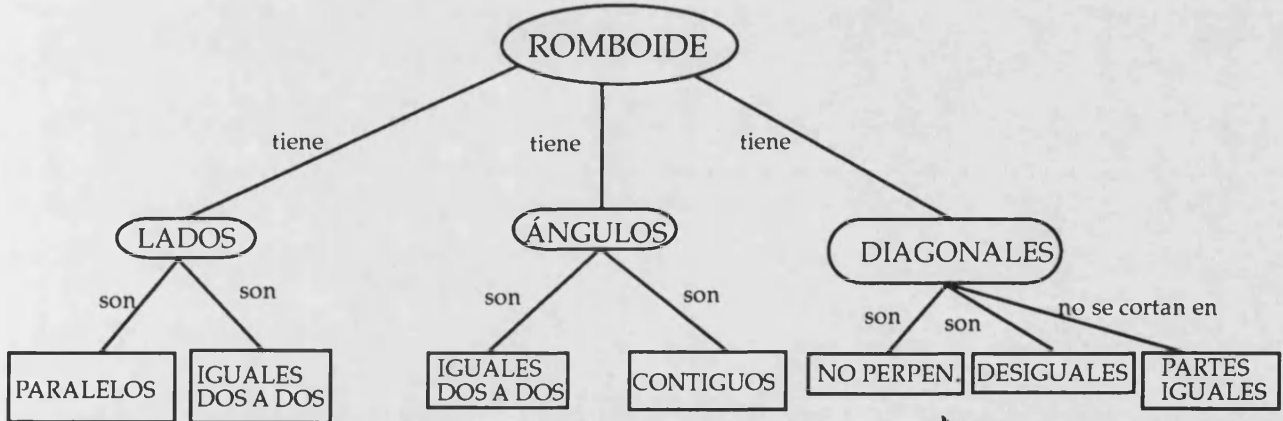 ROMBOIDE
tiene
tiene
tiene
LADOS
ÁNGULOS
DIAGONALES
son
son
son
son
son
son
no se cortan en
PARALELOS
IGUALES
DOS A DOS
IGUALES
DOS A DOS
CONTIGUOS
NO PERPEN.
DESIGUALES
PARTES
IGUALES